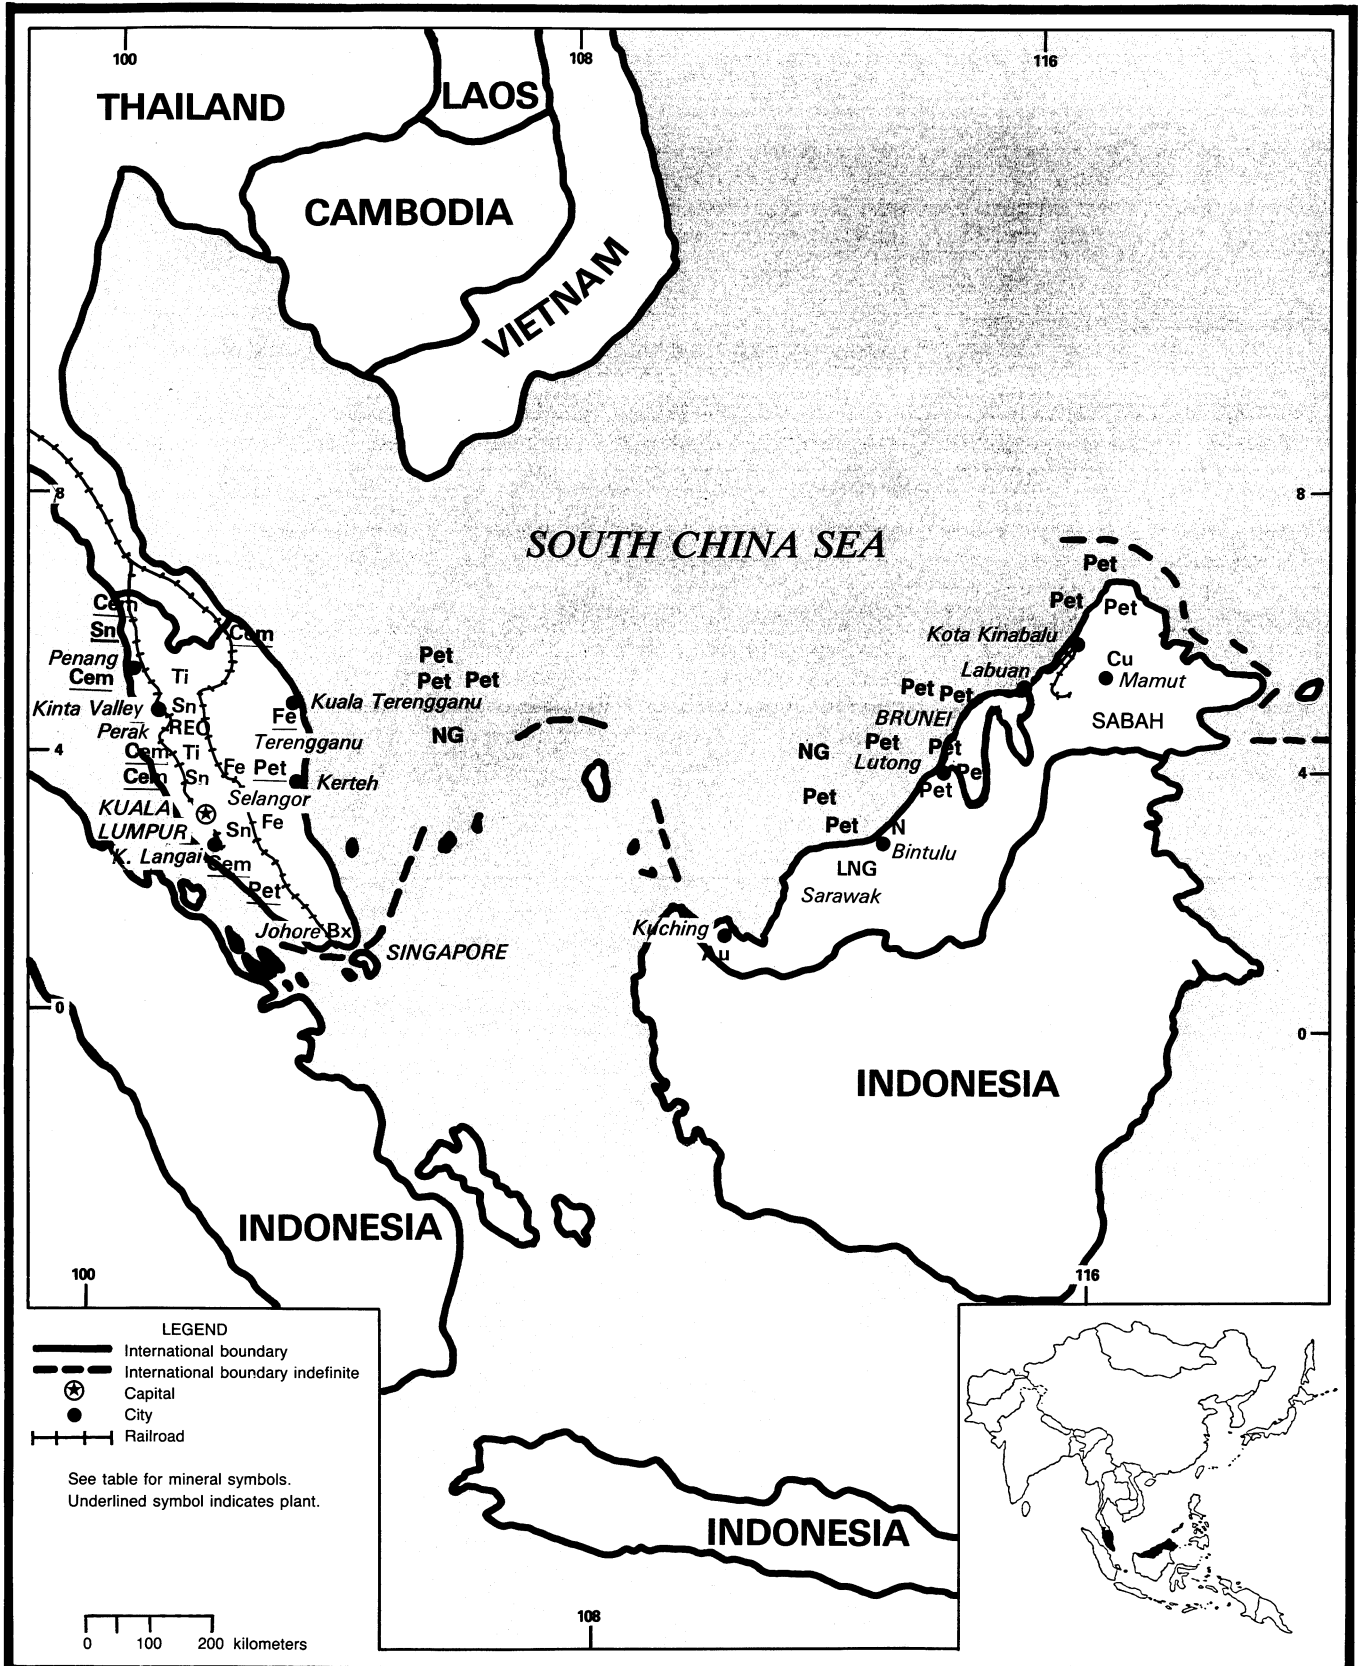 100
108
116
THAILAND
LAOS
CAMBODIA
VIETNAM
8
8
SOUTH CHINA SEA
Pet
Pet
Pet
Cem
Sn
Cem
Kota Kinabalu
Penang
Cem
Ti
Pet
Pet
Pet
Labuan
Cu
Mamut
Kinta Valley
Sn
Kuala Terengganu
Pet
Pet
Perak
REO
Fe
BRUNEI
SABAH
4
Cem
Ti
Terengganu
NG
NG
Pet
Pet
Lutong
4
Cem
Sn
Fe
Pet
Kerteh
Pet
Selangor
Pet
Pet
KUALA
LUMPUR
Sn
Fe
Pet
N
Bintulu
K. Langai
Cem
LNG
Pet
Sarawak
Johore
Bx
Kuching
SINGAPORE
Au
0
0
INDONESIA
INDONESIA
100
116
LEGEND
International boundary
International boundary indefinite
Capital
City
Railroad
See table for mineral symbols.
Underlined symbol indicates plant.
INDONESIA
108
0 100 200 kilometers